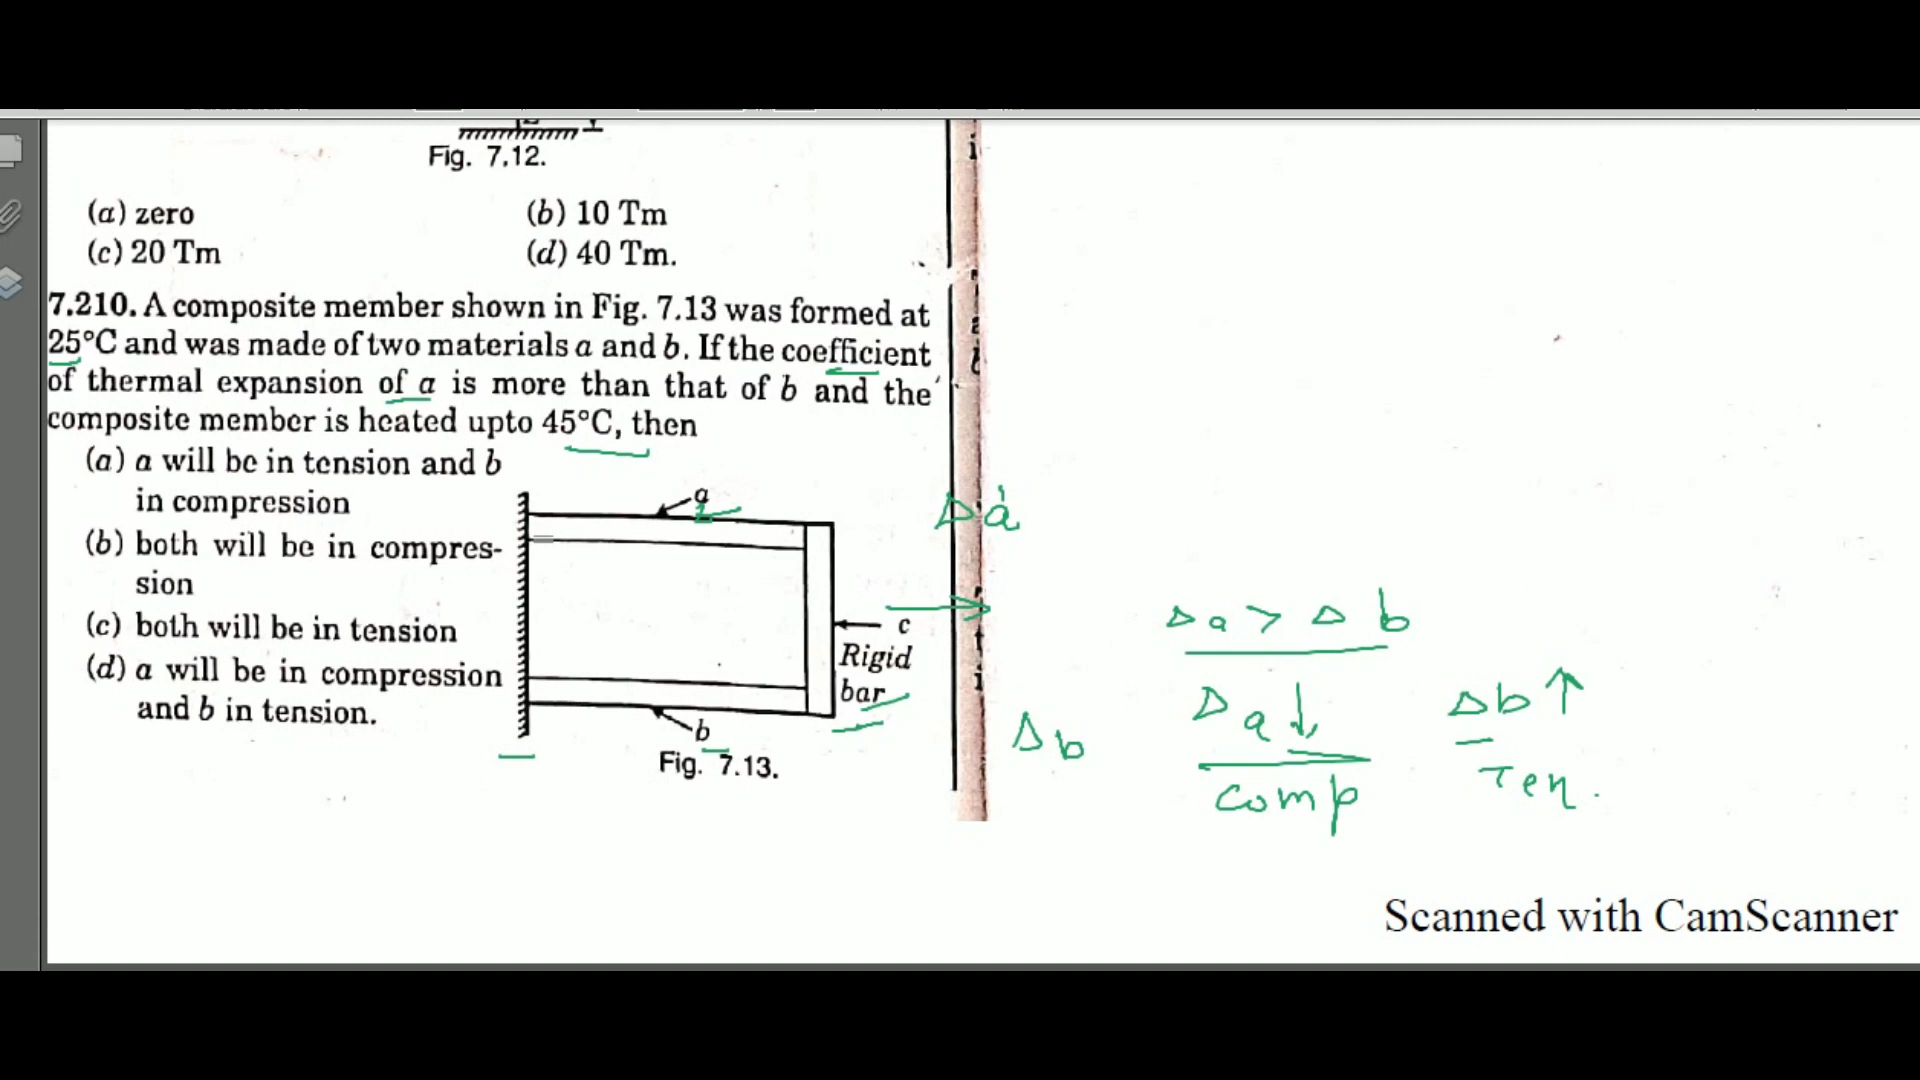 Fig. 7.12.
(a) zero (b) 10 Tm
(c) 20 Tm (d) 40 Tm.
7.210. A composite member shown in Fig. 7.13 was formed at
25°C and was made of two materials a and b. If the coefficient
of thermal expansion of a is more than that of b and the
composite member is heated upto 45°C, then
(a) a will be in tension and b
in compression
(b) both will be in compres-
sion
(c) both will be in tension
(d) a will be in compression
and b in tension.
a
c
Rigid
bar
b
Fig. 7.13.
Δa
Δb
Δa > Δb
Δa↓ Δb↑
comp Ten.
Scanned with CamScanner